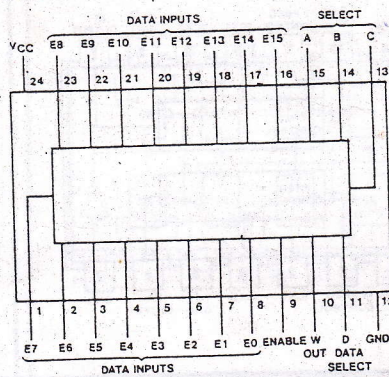 DATA INPUTS SELECT
VCC E8 E9 E10 E11 E12 E13 E14 E15 A B C
24 23 22 21 20 19 18 17 16 15 14 13
1 2 3 4 5 6 7 8 9 10 11 12
E7 E6 E5 E4 E3 E2 E1 E0 ENABLE W D GND
OUT DATA
DATA INPUTS SELECT